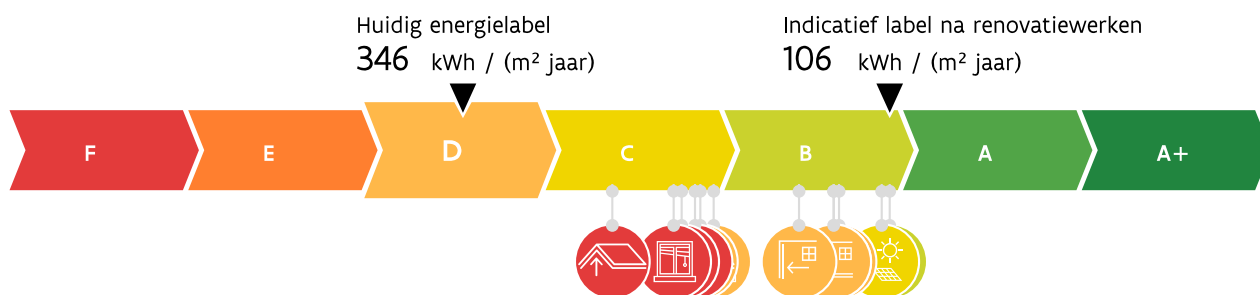 Huidig energielabel
346 kWh / (m² jaar)
Indicatief label na renovatiewerken
106 kWh / (m² jaar)
F E D C B A A+